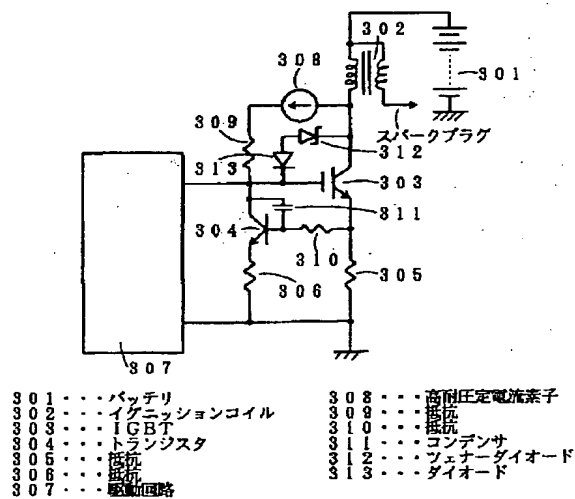 308
302
301
309
スパークプラグ
313
312
303
304
311
310
305
306
307
301・・・バッテリ
302・・・イグニッションコイル
303・・・IGBT
304・・・トランジスタ
305・・・抵抗
306・・・抵抗
307・・・駆動回路
308・・・高耐圧定電流素子
309・・・抵抗
310・・・抵抗
311・・・コンデンサ
312・・・ツェナーダイオード
313・・・ダイオード